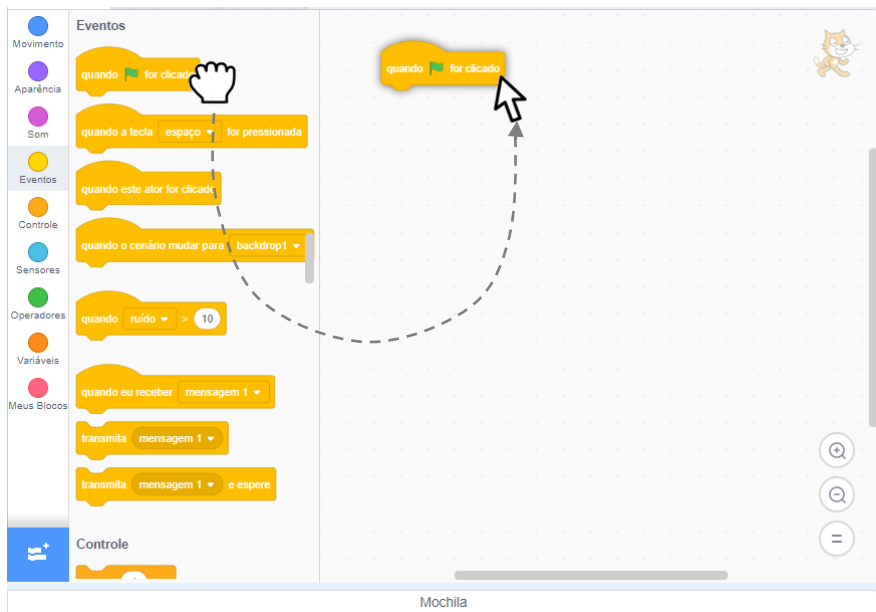 Movimento
Aparência
Som
Eventos
Controle
Sensores
Operadores
Variáveis
Meus Blocos
Eventos
quando for clicado
quando a tecla espaço for pressionada
quando este ator for clicado
quando o cenário mudar para backdrop1
quando ruído > 10
quando eu receber mensagem 1
transmita mensagem 1
transmita mensagem 1 e espere
Controle
quando for clicado
Mochila